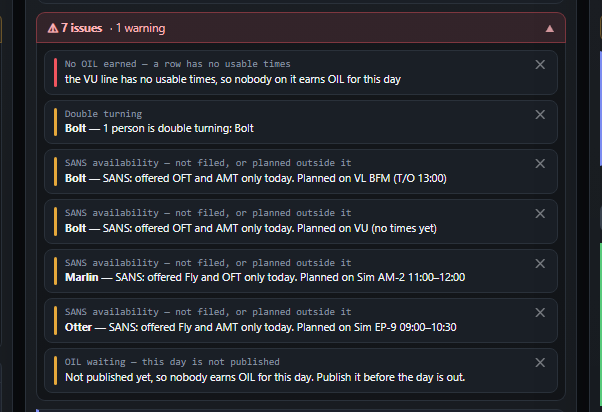 ⚠ 7 issues · 1 warning
No OIL earned — a row has no usable times
the VU line has no usable times, so nobody on it earns OIL for this day
Double turning
Bolt — 1 person is double turning: Bolt
SANS availability — not filed, or planned outside it
Bolt — SANS: offered OFT and AMT only today. Planned on VL BFM (T/O 13:00)
SANS availability — not filed, or planned outside it
Bolt — SANS: offered OFT and AMT only today. Planned on VU (no times yet)
SANS availability — not filed, or planned outside it
Marlin — SANS: offered Fly and OFT only today. Planned on Sim AM-2 11:00–12:00
SANS availability — not filed, or planned outside it
Otter — SANS: offered Fly and AMT only today. Planned on Sim EP-9 09:00–10:30
OIL waiting — this day is not published
Not published yet, so nobody earns OIL for this day. Publish it before the day is out.